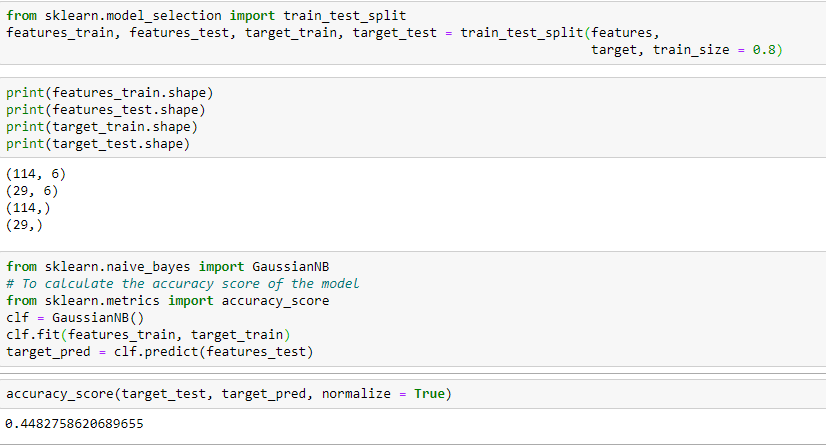 from sklearn.model_selection import train_test_split
features_train, features_test, target_train, target_test = train_test_split(features,
target, train_size = 0.8)
print(features_train.shape)
print(features_test.shape)
print(target_train.shape)
print(target_test.shape)
(114, 6)
(29, 6)
(114,)
(29,)
from sklearn.naive_bayes import GaussianNB
# To calculate the accuracy score of the model
from sklearn.metrics import accuracy_score
clf = GaussianNB()
clf.fit(features_train, target_train)
target_pred = clf.predict(features_test)
accuracy_score(target_test, target_pred, normalize = True)
0.4482758620689655